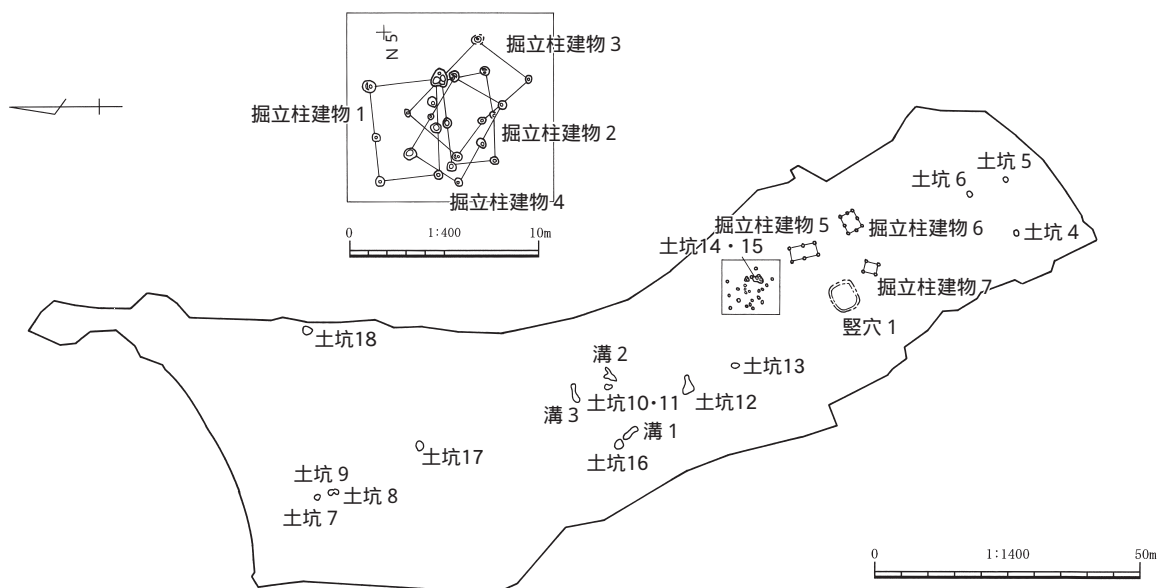 N 5
掘立柱建物 3
掘立柱建物 1
掘立柱建物 2
掘立柱建物 4
0 1:400 10m
土坑 5
土坑 6
掘立柱建物 5
掘立柱建物 6
土坑 4
土坑14・15
掘立柱建物 7
竪穴 1
土坑18
溝 2
土坑13
溝 3
土坑10・11
土坑12
溝 1
土坑16
土坑17
土坑 9
土坑 8
土坑 7
0 1:1400 50m